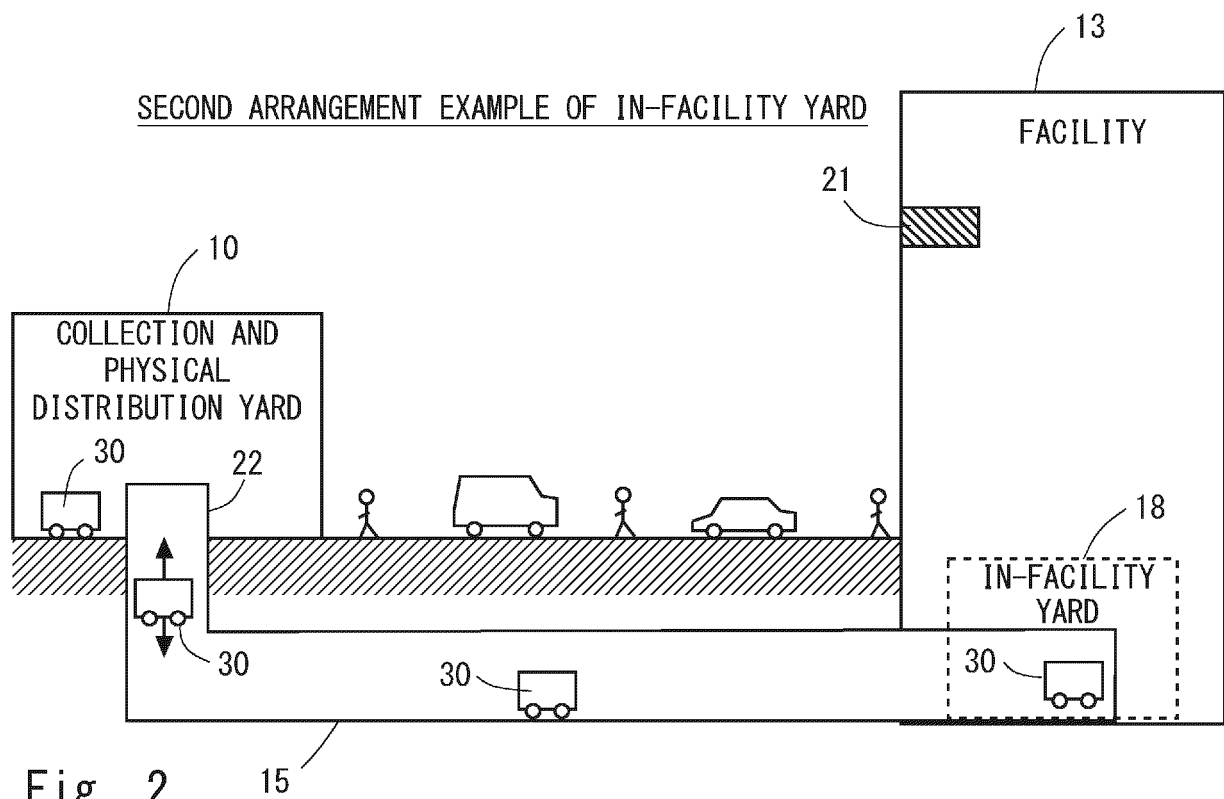 13
SECOND ARRANGEMENT EXAMPLE OF IN-FACILITY YARD
FACILITY
21
10
COLLECTION AND
PHYSICAL
DISTRIBUTION YARD
30
22
18
IN-FACILITY
YARD
30
30
30
15
Fig. 2